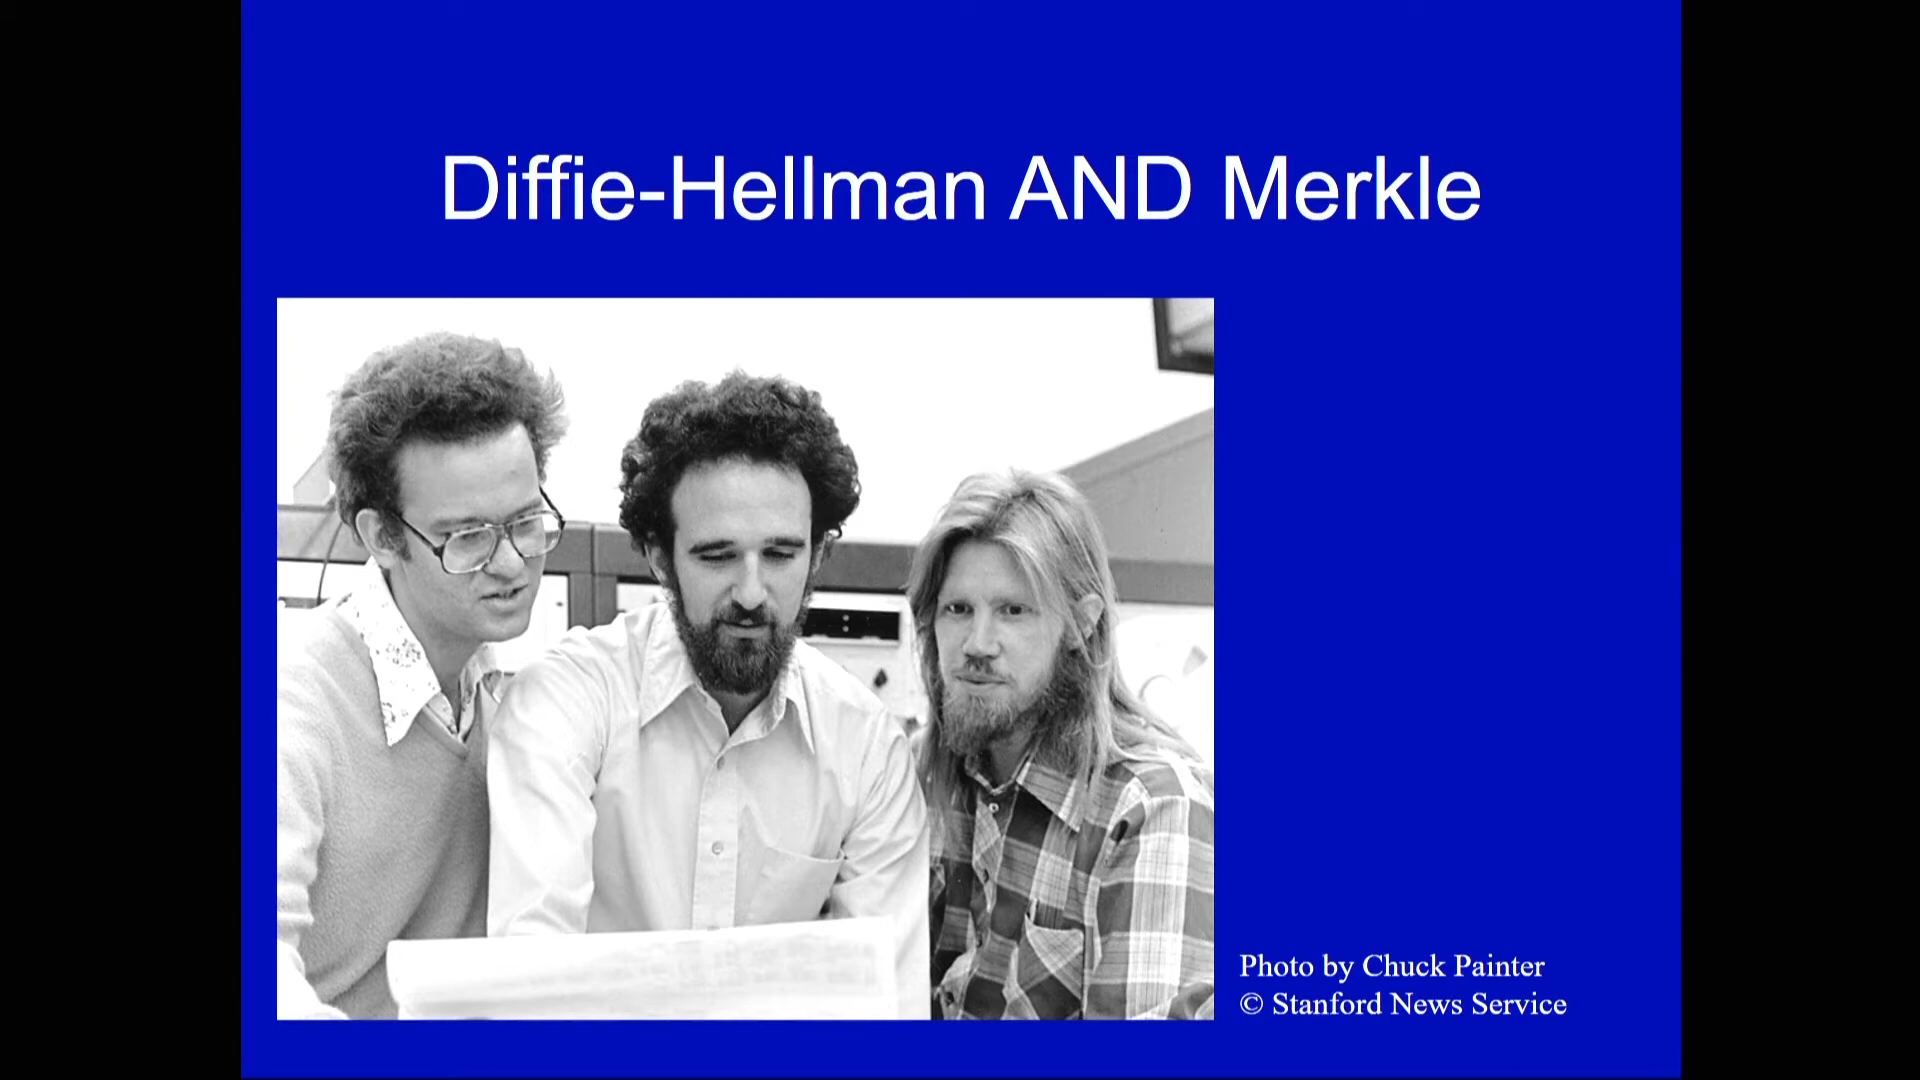 Diffie-Hellman AND Merkle
Photo by Chuck Painter
© Stanford News Service